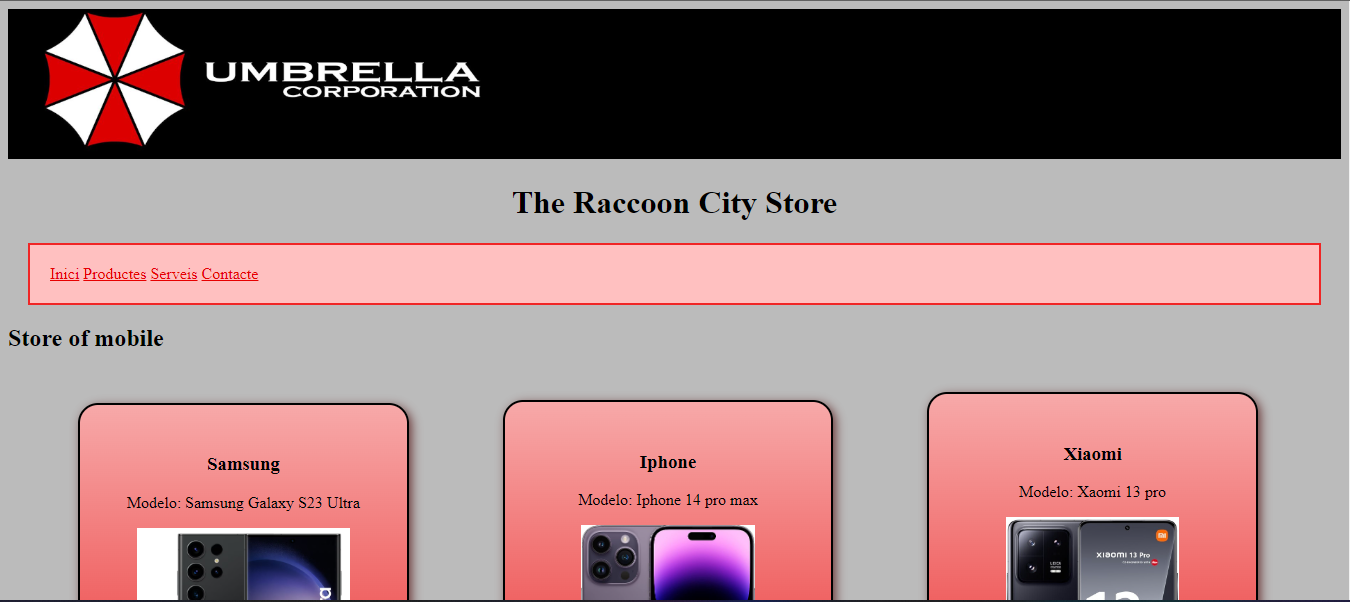 UMBRELLA
CORPORATION
The Raccoon City Store
Inici Productes Serveis Contacte
Store of mobile
Samsung
Modelo: Samsung Galaxy S23 Ultra
Iphone
Modelo: Iphone 14 pro max
Xiaomi
Modelo: Xaomi 13 pro
XIAOMI 13 Pro
LEICA